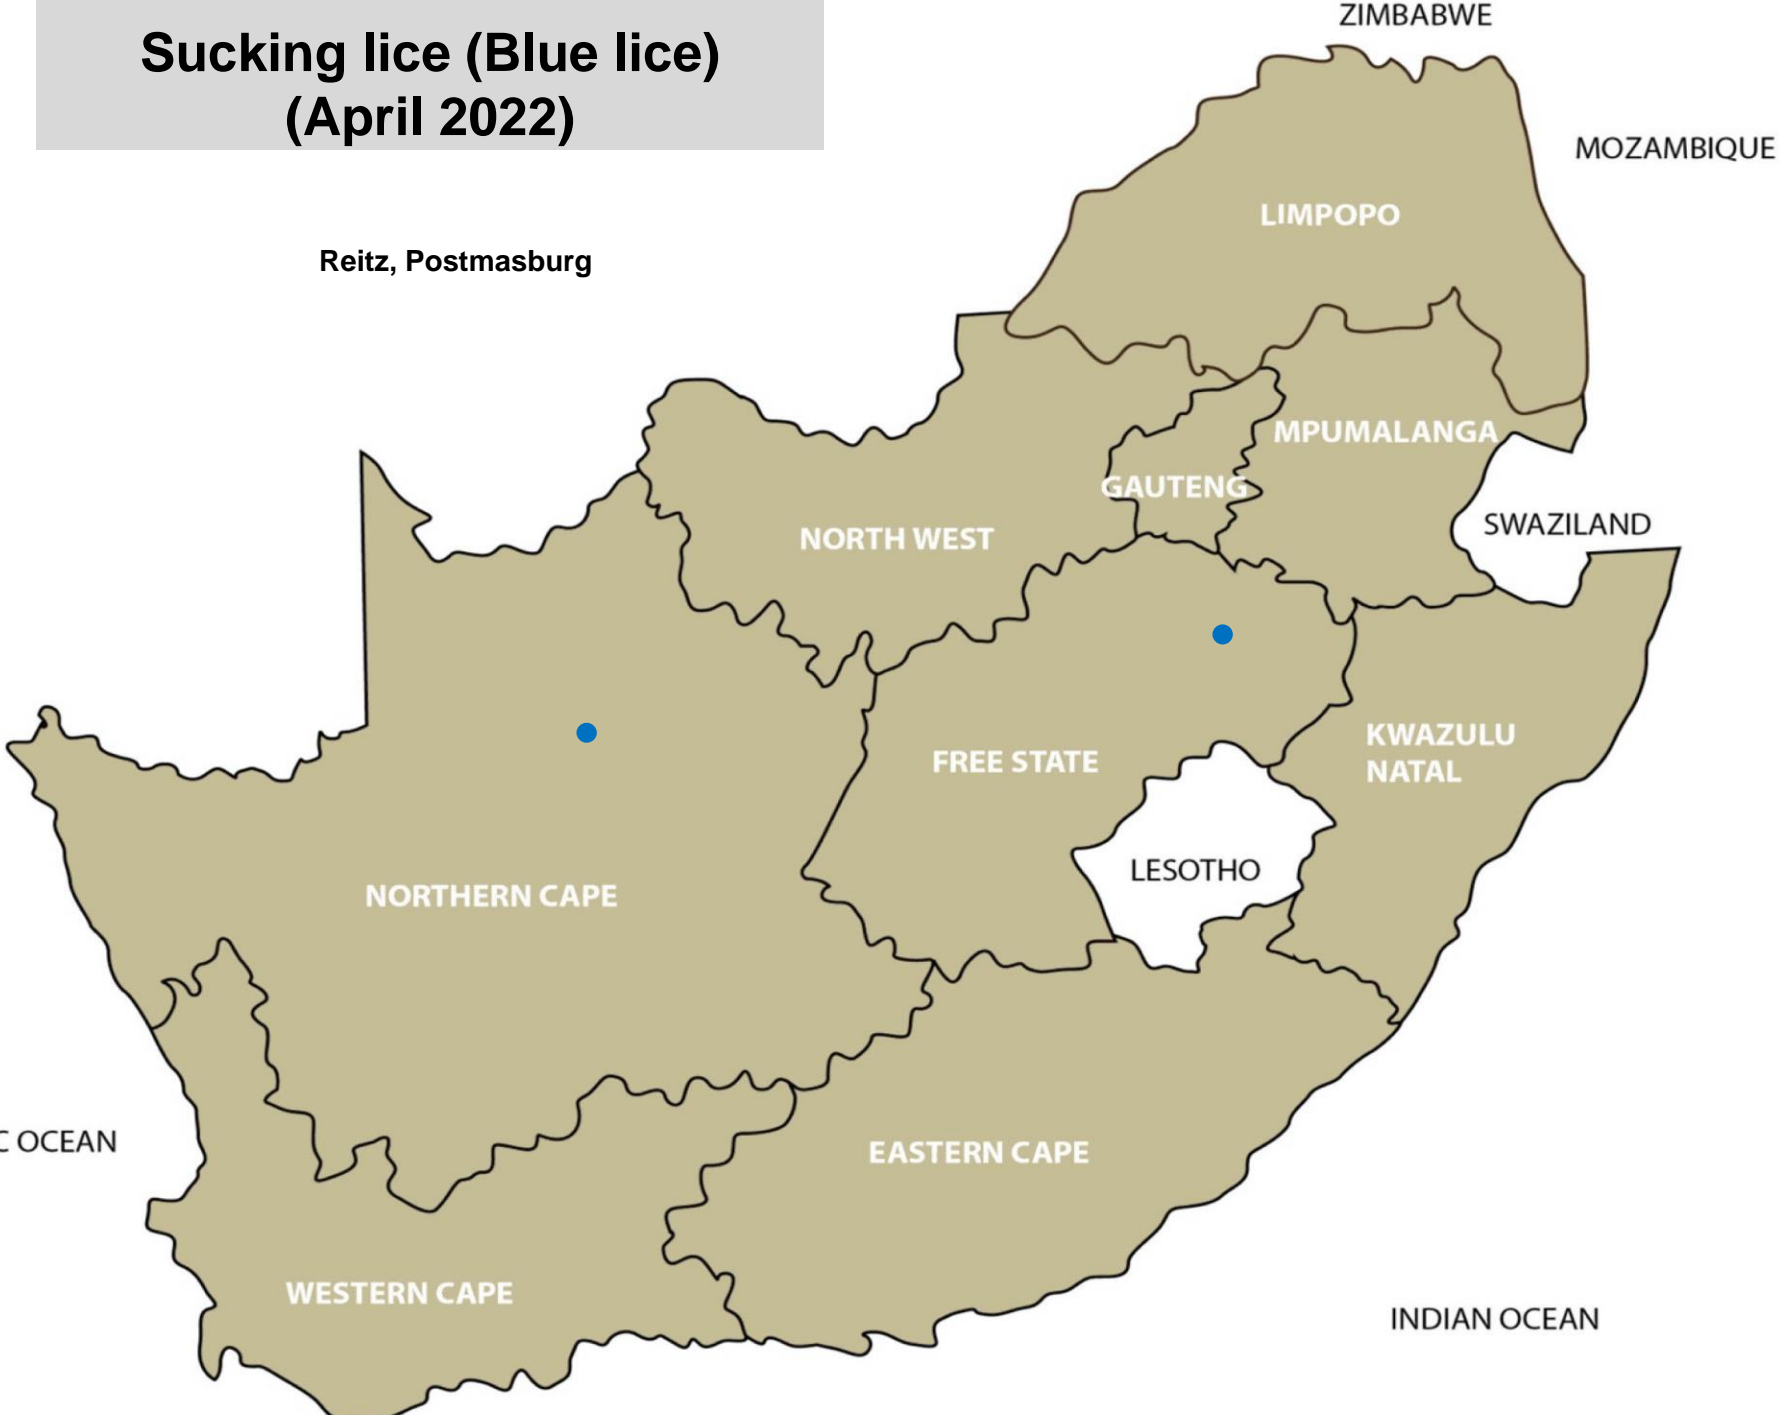 Sucking lice (Blue lice)
(April 2022)
ZIMBABWE
MOZAMBIQUE
LIMPOPO
Reitz, Postmasburg
MPUMALANGA
GAUTENG
SWAZILAND
NORTH WEST
KWAZULU
NATAL
FREE STATE
LESOTHO
NORTHERN CAPE
C OCEAN
EASTERN CAPE
WESTERN CAPE
INDIAN OCEAN